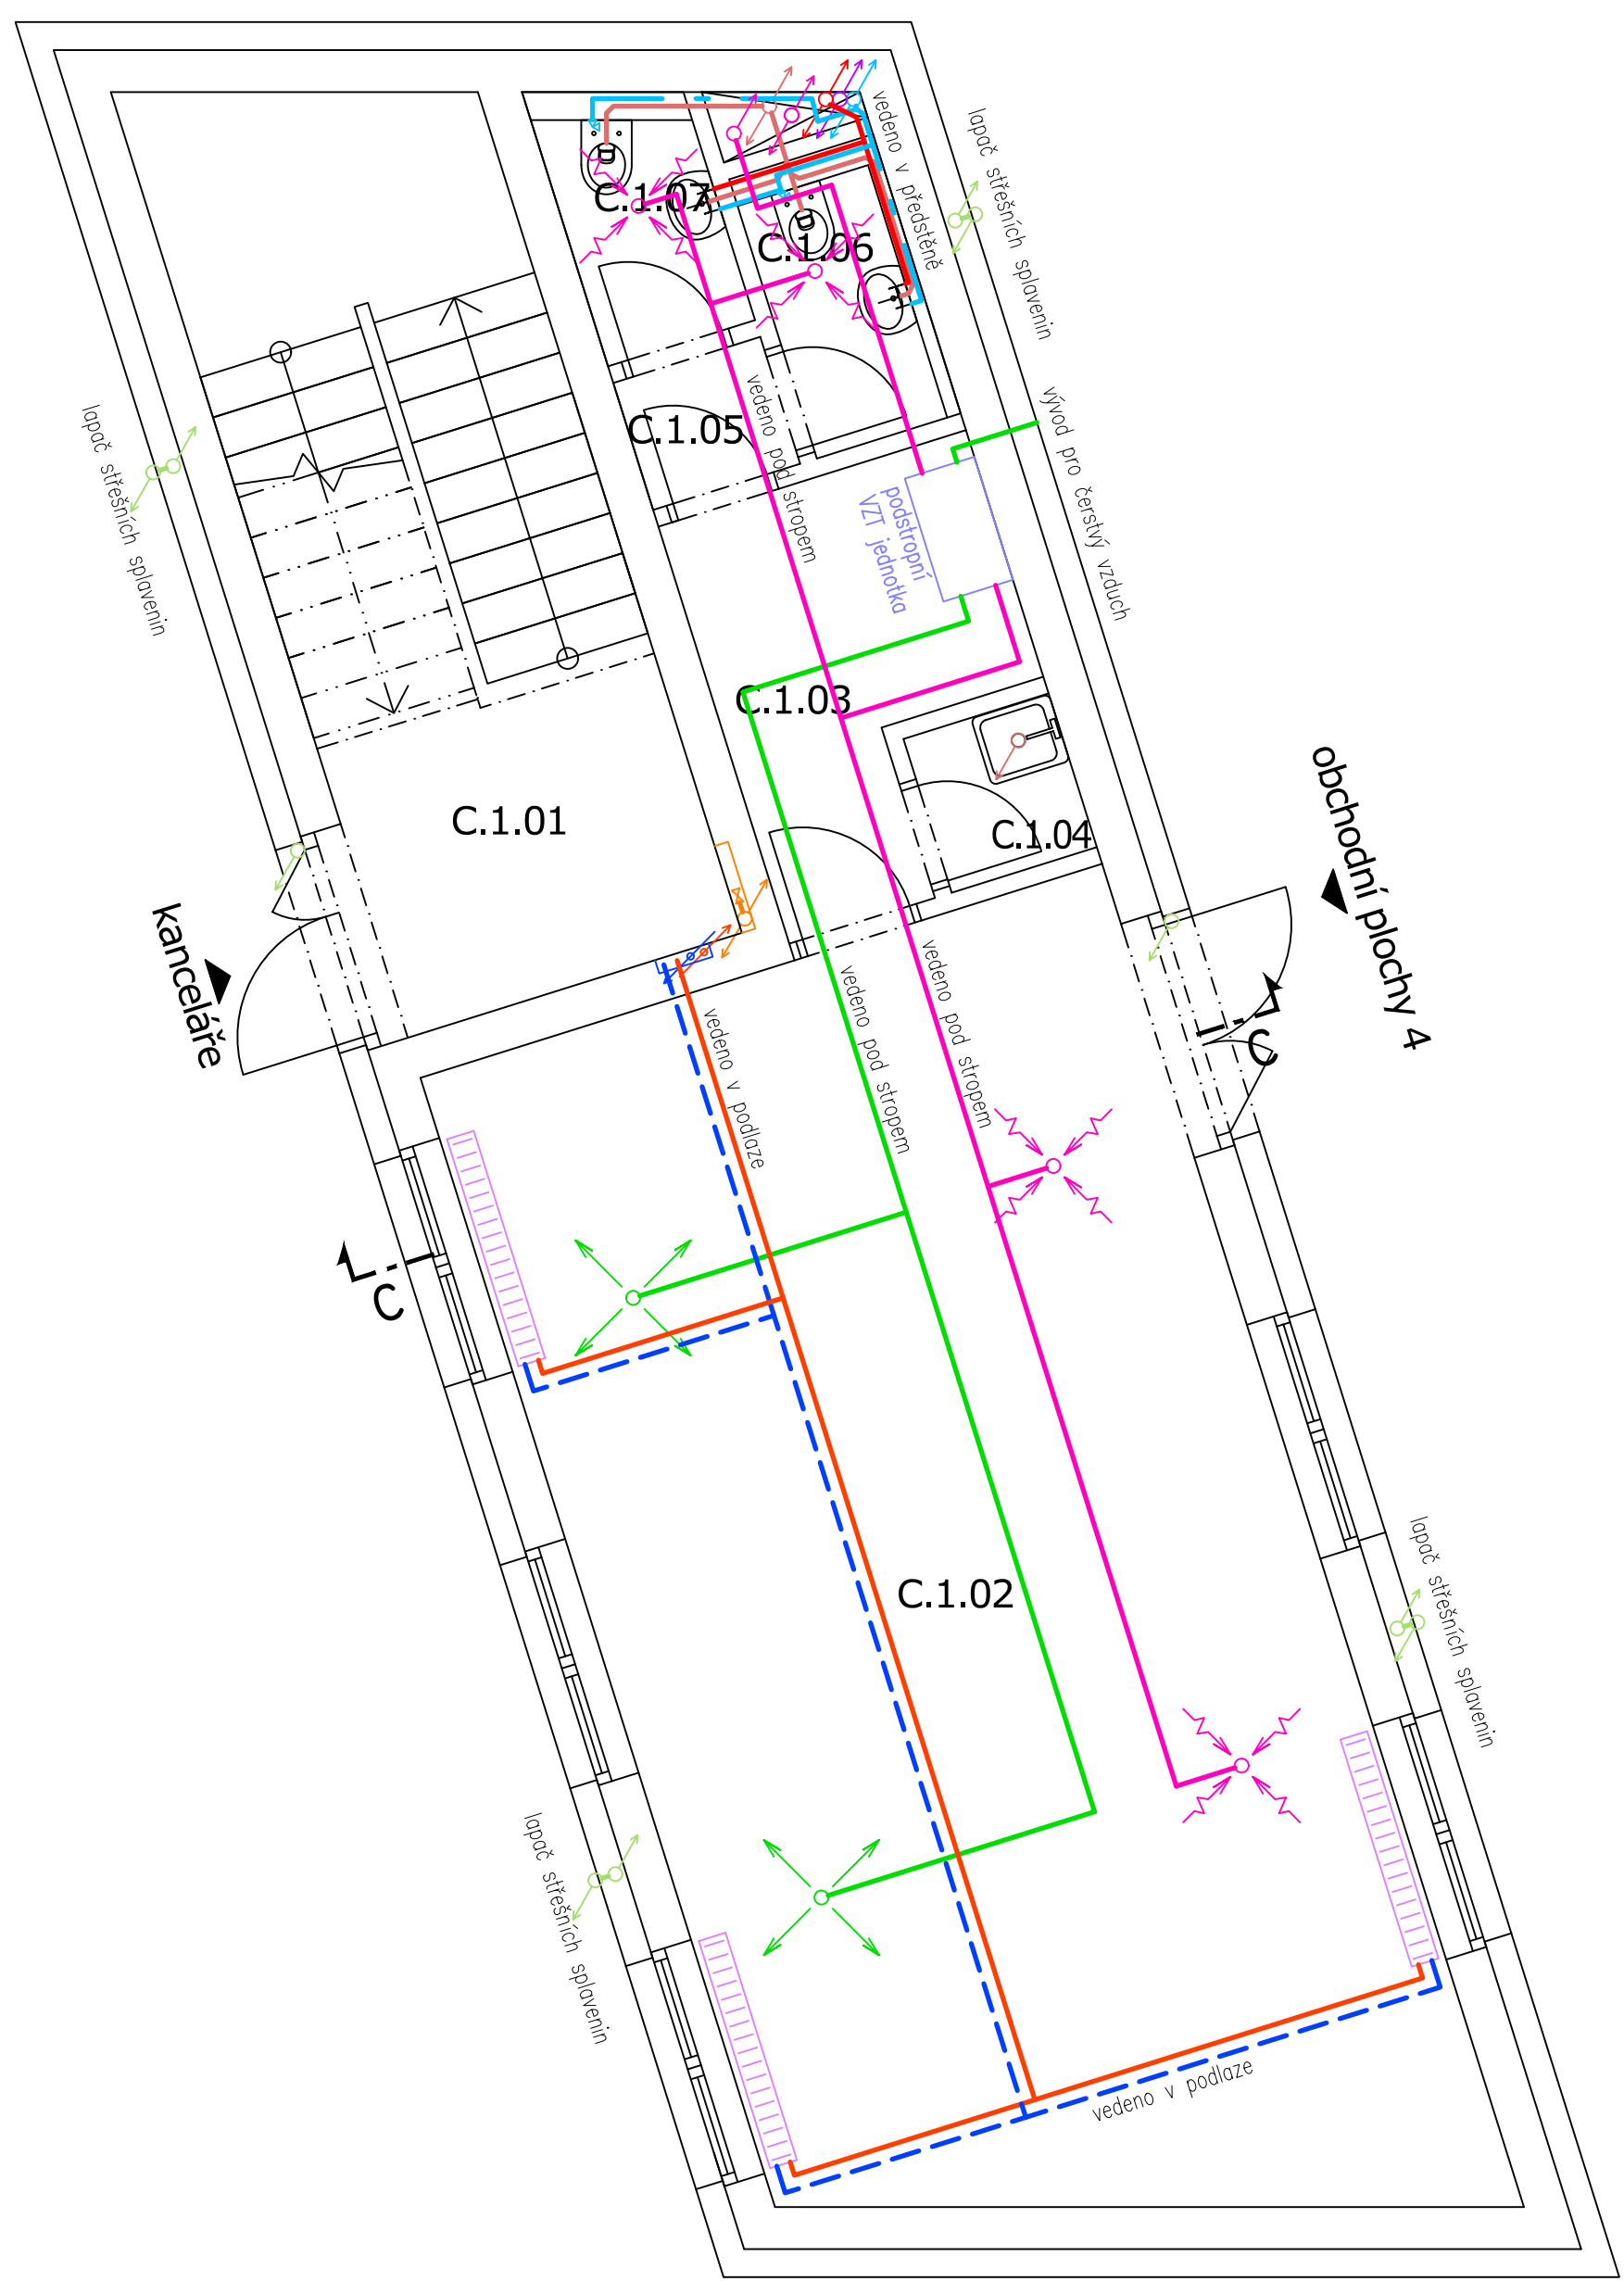 vedeno v předstěně
lapač střešních splavenin
C.1.07
C.1.06
lapač střešních splavenin
C.1.05
vedeno pod stropem
vývod pro čerstvý vzduch
podstropní
VZT jednotka
C.1.03
C.1.01
C.1.04
obchodní plochy 4
kanceláře
vedeno v podlaze
vedeno pod stropem
vedeno pod stropem
C
C
C.1.02
lapač střešních splavenin
lapač střešních splavenin
vedeno v podlaze